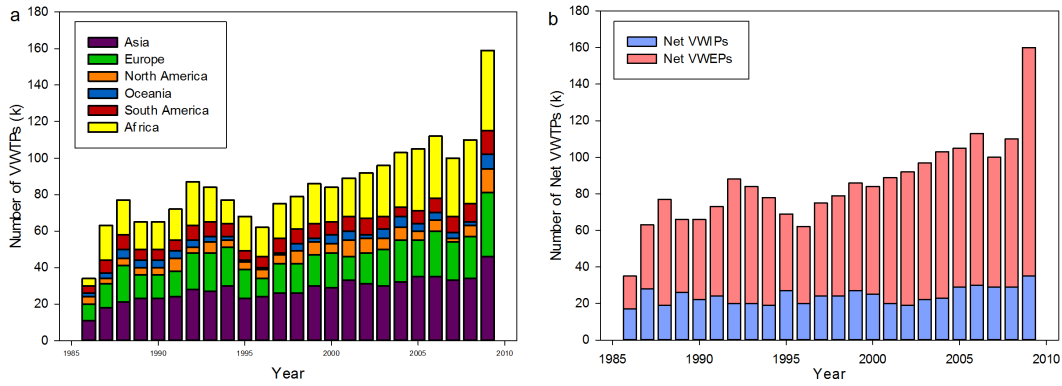 a
180
160
140
120
100
80
60
40
20
0
Number of VWTPs (k)
Asia
Europe
North America
Oceania
South America
Africa
1985
1990
1995
2000
2005
2010
Year
b
180
160
140
120
100
80
60
40
20
0
Number of Net VWTPs (k)
Net VWIPs
Net VWEPs
1985
1990
1995
2000
2005
2010
Year